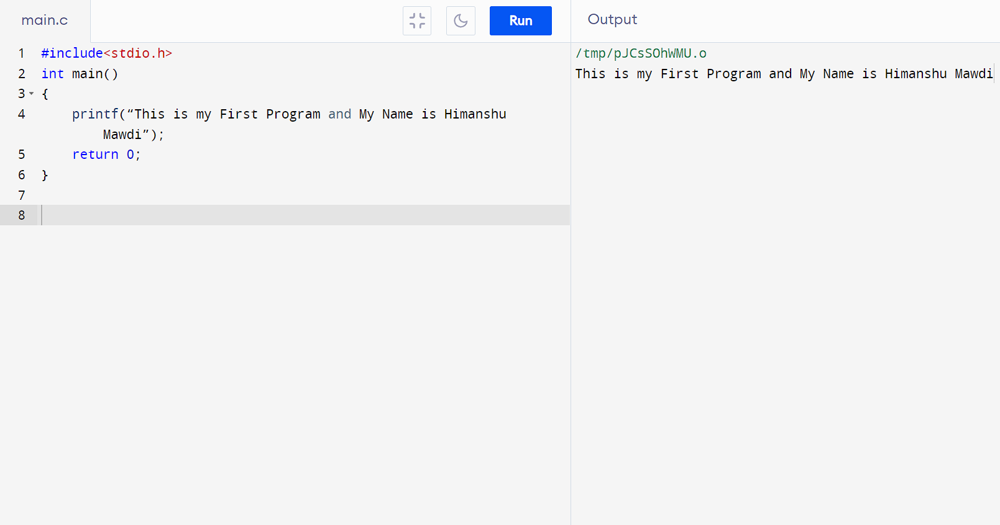 main.c
Run
1 #include<stdio.h>
2 int main()
3 {
4 printf(“This is my First Program and My Name is Himanshu
Mawdi”);
5 return 0;
6 }
7
8
Output
/tmp/pJCsSOhWMU.o
This is my First Program and My Name is Himanshu Mawdi